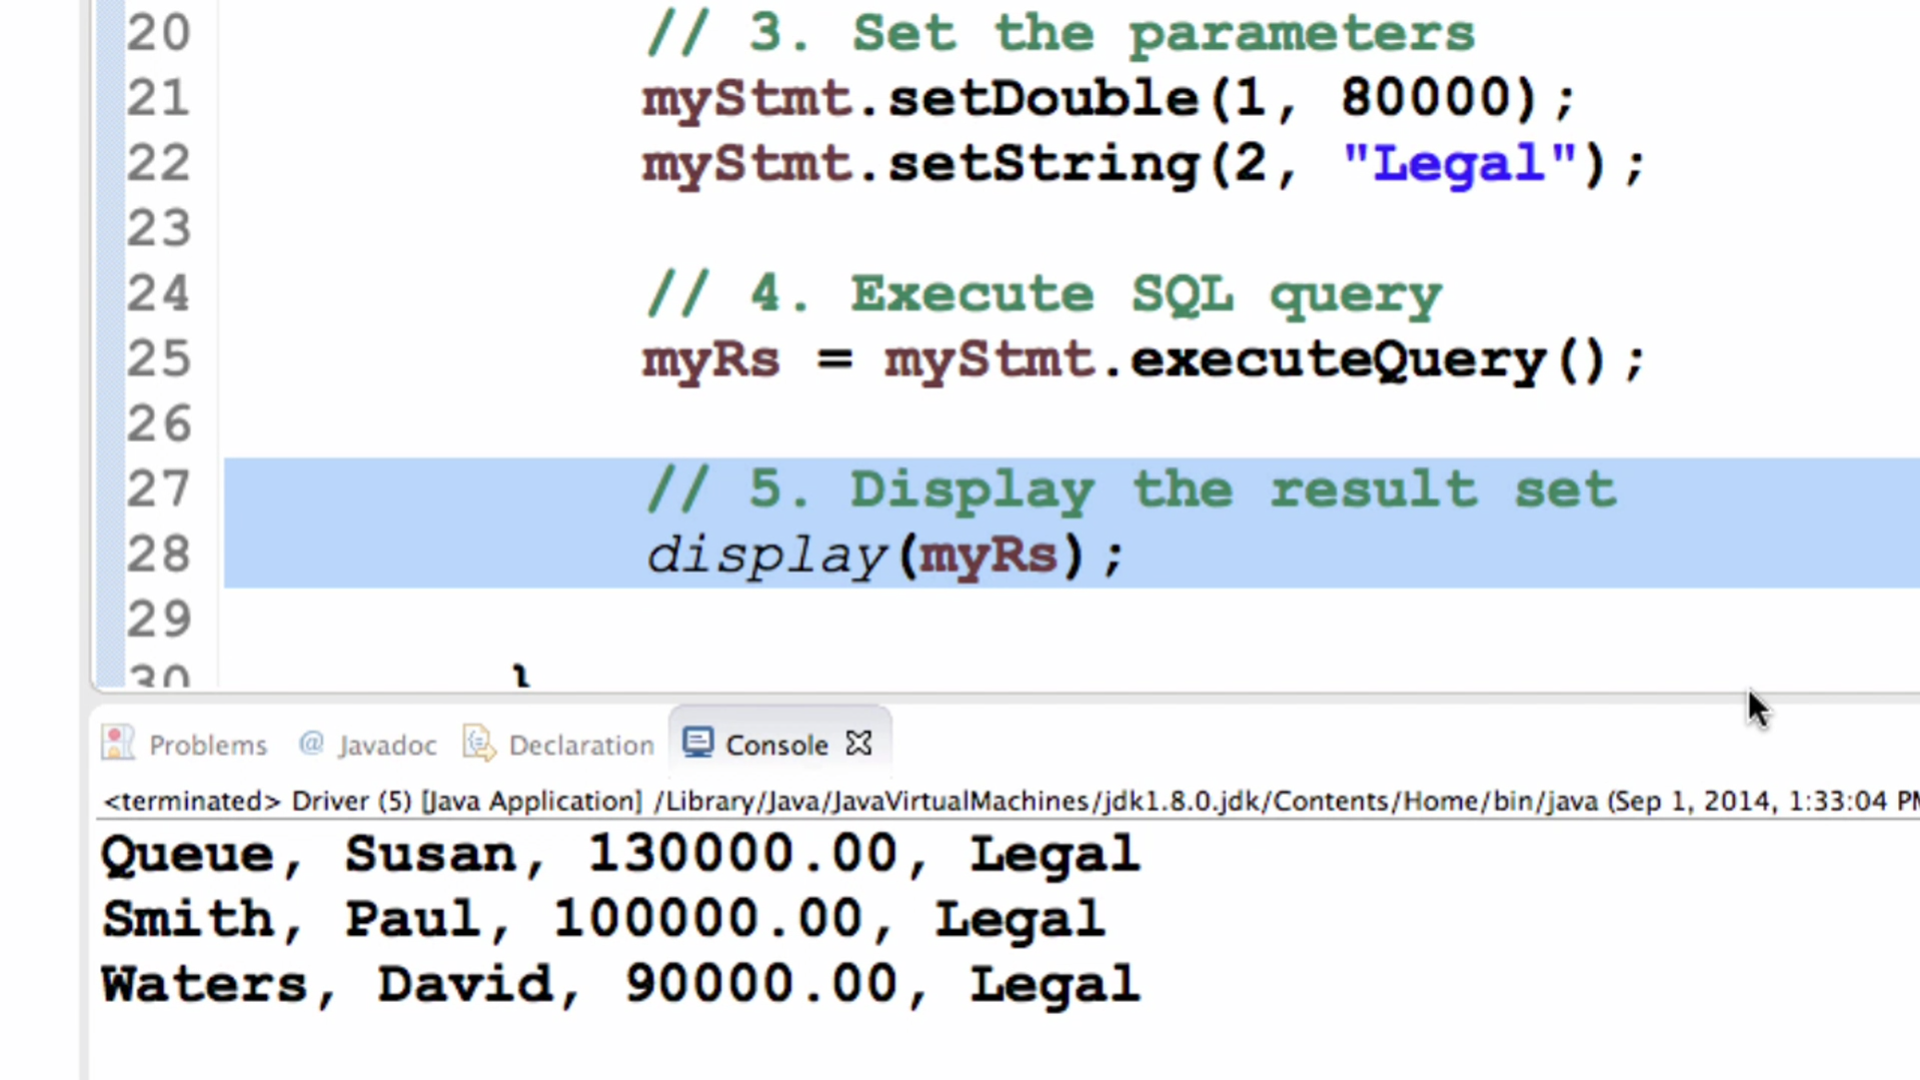 20 // 3. Set the parameters
21 myStmt.setDouble(1, 80000);
22 myStmt.setString(2, "Legal");
23
24 // 4. Execute SQL query
25 myRs = myStmt.executeQuery();
26
27 // 5. Display the result set
28 display(myRs);
29
30 }
Problems @ Javadoc Declaration Console
<terminated> Driver (5) [Java Application] /Library/Java/JavaVirtualMachines/jdk1.8.0.jdk/Contents/Home/bin/java (Sep 1, 2014, 1:33:04 PM
Queue, Susan, 130000.00, Legal
Smith, Paul, 100000.00, Legal
Waters, David, 90000.00, Legal